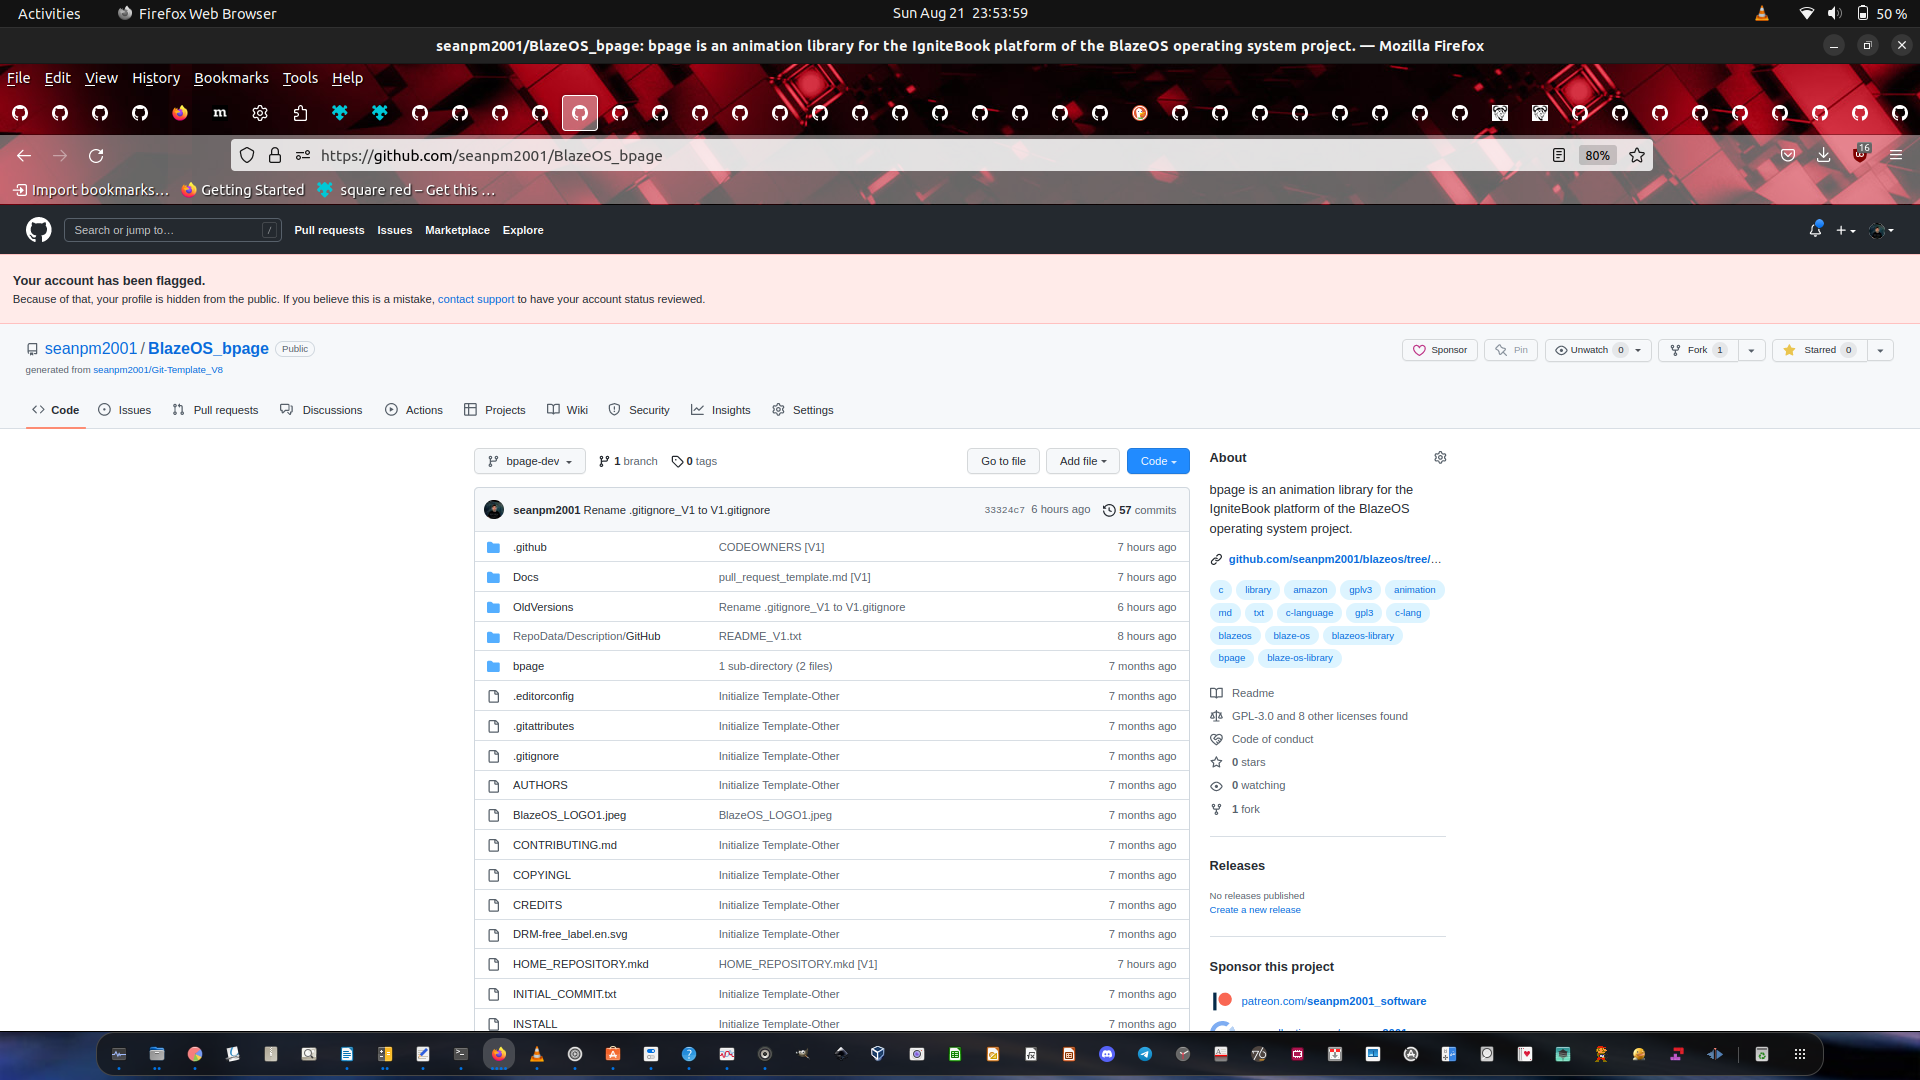 Activities
Firefox Web Browser
Sun Aug 21 23:53:59
50 %
seanpm2001/BlazeOS_bpage: bpage is an animation library for the IgniteBook platform of the BlazeOS operating system project. — Mozilla Firefox
File Edit View History Bookmarks Tools Help
https://github.com/seanpm2001/BlazeOS_bpage
80%
16
Import bookmarks… Getting Started square red – Get this …
Search or jump to… /
Pull requests Issues Marketplace Explore
Your account has been flagged.
Because of that, your profile is hidden from the public. If you believe this is a mistake, contact support to have your account status reviewed.
seanpm2001 / BlazeOS_bpage Public
Sponsor Pin Unwatch 0 Fork 1 Starred 0
generated from seanpm2001/Git-Template_V8
Code Issues Pull requests Discussions Actions Projects Wiki Security Insights Settings
bpage-dev 1 branch 0 tags Go to file Add file Code
seanpm2001 Rename .gitignore_V1 to V1.gitignore 33324c7 6 hours ago 57 commits
.github CODEOWNERS [V1] 7 hours ago
Docs pull_request_template.md [V1] 7 hours ago
OldVersions Rename .gitignore_V1 to V1.gitignore 6 hours ago
RepoData/Description/GitHub README_V1.txt 8 hours ago
bpage 1 sub-directory (2 files) 7 months ago
.editorconfig Initialize Template-Other 7 months ago
.gitattributes Initialize Template-Other 7 months ago
.gitignore Initialize Template-Other 7 months ago
AUTHORS Initialize Template-Other 7 months ago
BlazeOS_LOGO1.jpeg BlazeOS_LOGO1.jpeg 7 months ago
CONTRIBUTING.md Initialize Template-Other 7 months ago
COPYINGL Initialize Template-Other 7 months ago
CREDITS Initialize Template-Other 7 months ago
DRM-free_label.en.svg Initialize Template-Other 7 months ago
HOME_REPOSITORY.mkd HOME_REPOSITORY.mkd [V1] 7 hours ago
INITIAL_COMMIT.txt Initialize Template-Other 7 months ago
INSTALL Initialize Template-Other 7 months ago
About
bpage is an animation library for the
IgniteBook platform of the BlazeOS
operating system project.
github.com/seanpm2001/blazeos/tree/…
c library amazon gplv3 animation
md txt c-language gpl3 c-lang
blazeos blaze-os blazeos-library
bpage blaze-os-library
Readme
GPL-3.0 and 8 other licenses found
Code of conduct
0 stars
0 watching
1 fork
Releases
No releases published
Create a new release
Sponsor this project
patreon.com/seanpm2001_software